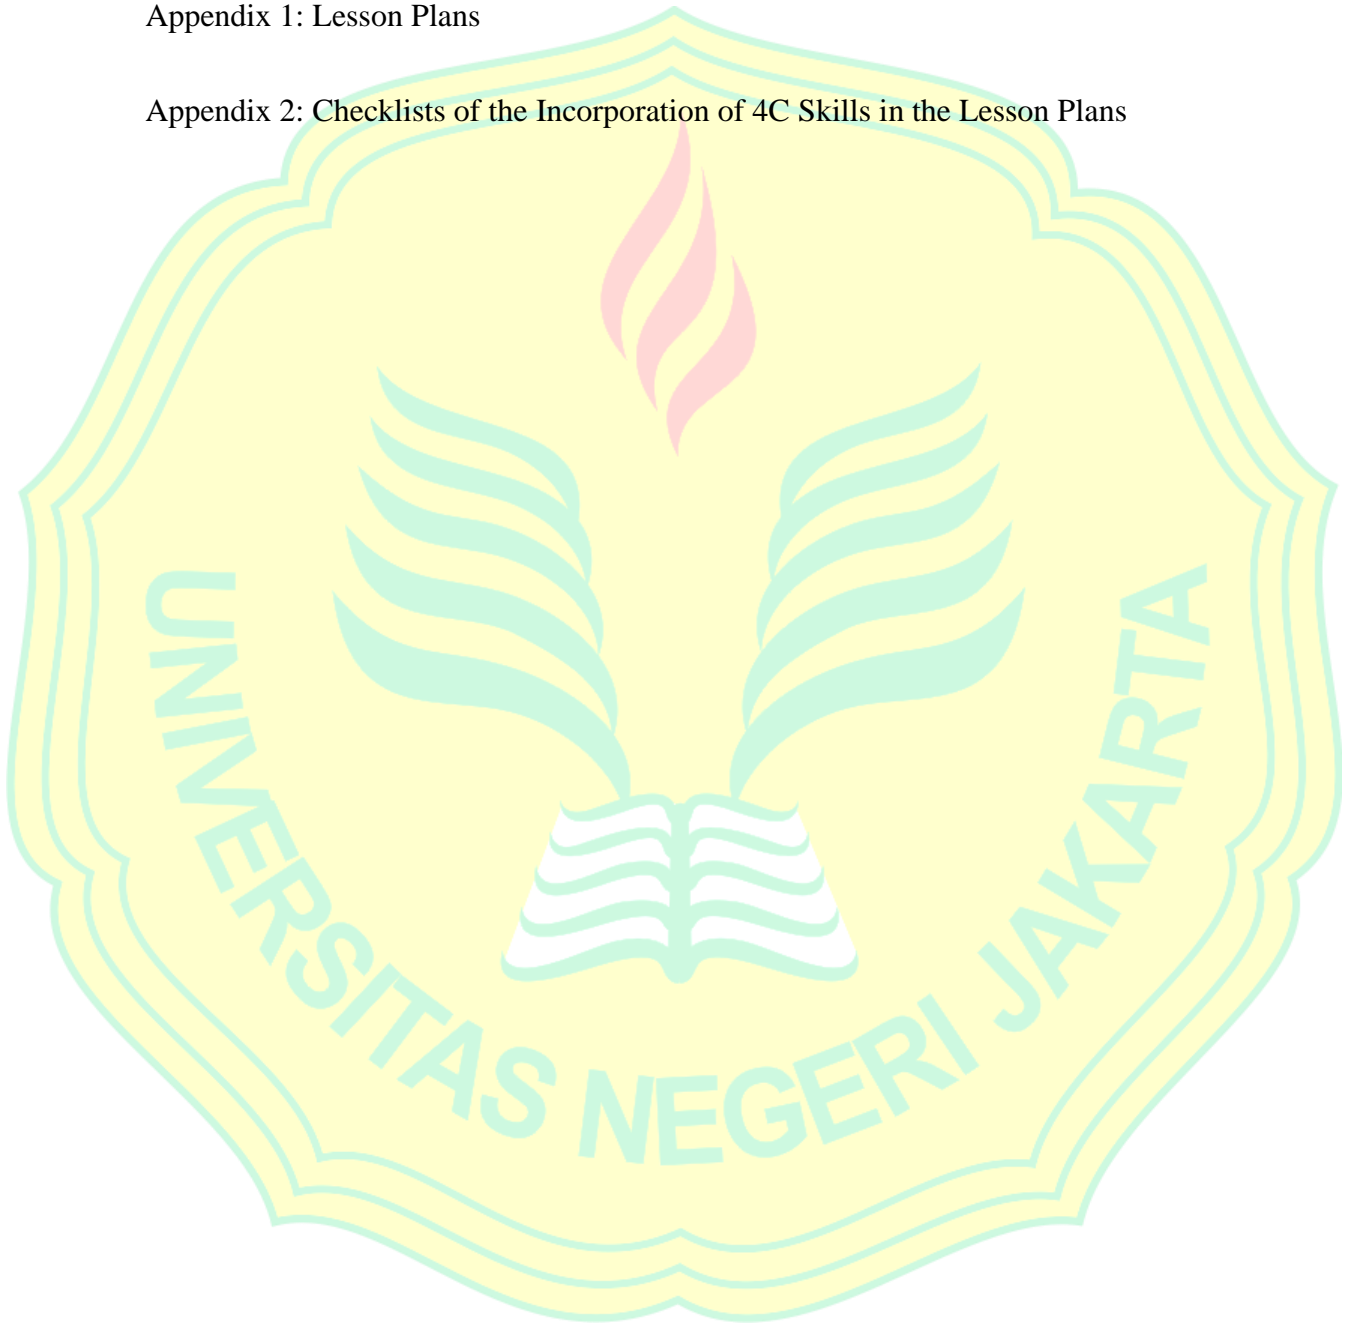 Appendix 1: Lesson Plans
Appendix 2: Checklists of the Incorporation of 4C Skills in the Lesson Plans
UNIVERSITAS NEGERI JAKARTA